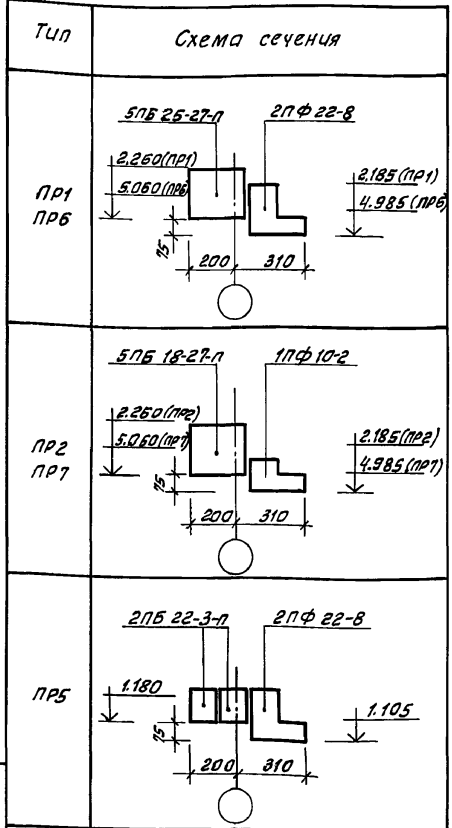 Тип
Схема сечения
ПР1
ПР6
5ПБ 25-27-п
2ПФ 22-8
2.260(ПР1)
5.060(ПР6)
2.185(ПР1)
4.985(ПР6)
75
200
310
ПР2
ПР7
5ПБ 18-27-п
1ПФ 10-2
2.260(ПР2)
5.060(ПР7)
2.185(ПР2)
4.985(ПР7)
75
200
310
ПР5
2ПБ 22-3-п
2ПФ 22-8
1.180
1.105
75
200
310